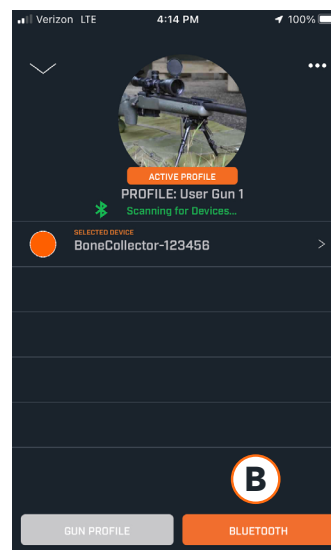 Verizon LTE 4:14 PM 100%
ACTIVE PROFILE
PROFILE: User Gun 1
Scanning for Devices...
SELECTED DEVICE
BoneCollector-123456
B
GUN PROFILE BLUETOOTH